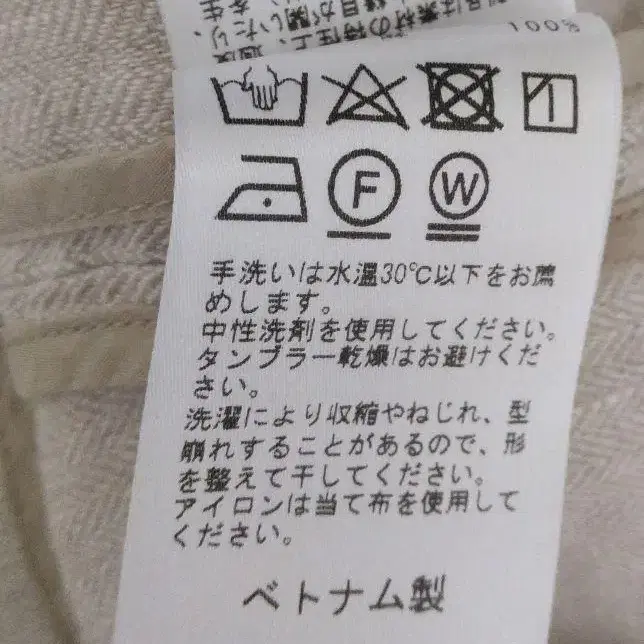 100%
F
W
手洗いは水温30℃以下をお薦
めします。
中性洗剤を使用してください。
タンブラー乾燥はお避けくだ
さい。
洗濯により収縮やねじれ、型
崩れすることがあるので、形
を整えて干してください。
アイロンは当て布を使用して
ください。
ベトナム製